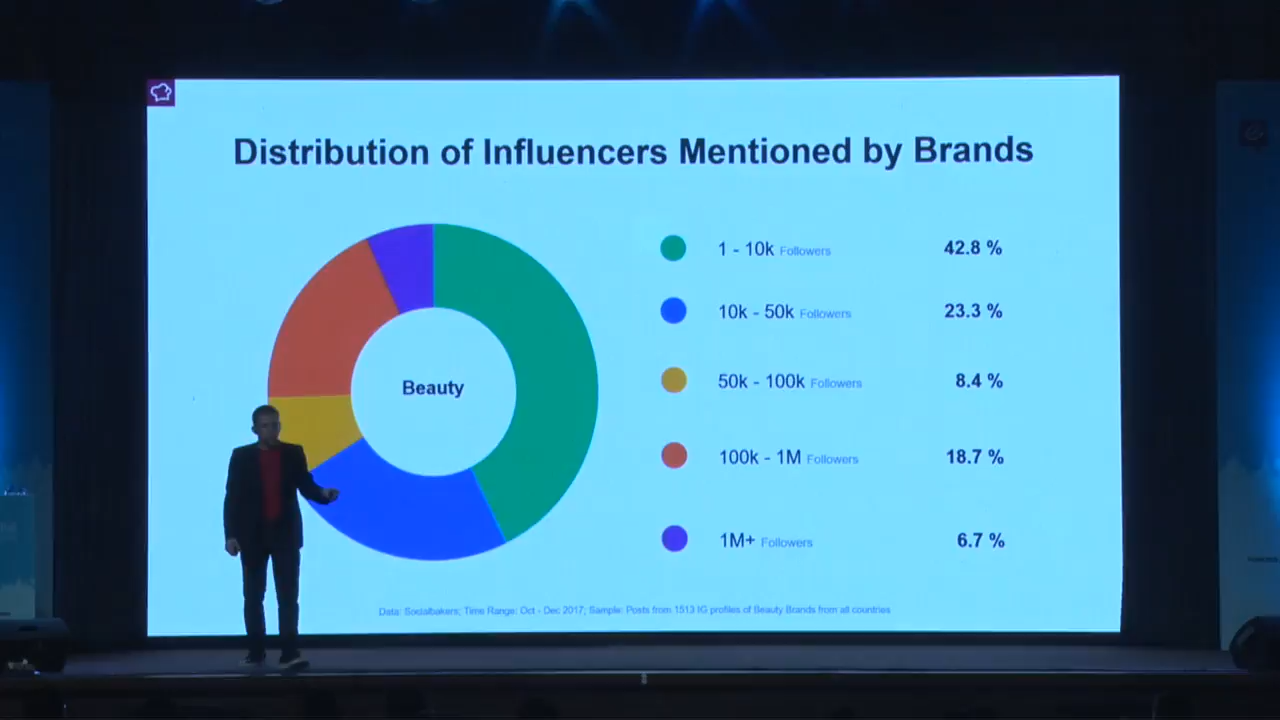 Distribution of Influencers Mentioned by Brands
Beauty
1 - 10k Followers 42.8 %
10k - 50k Followers 23.3 %
50k - 100k Followers 8.4 %
100k - 1M Followers 18.7 %
1M+ Followers 6.7 %
Data: Socialbakers; Time Range: Oct - Dec 2017; Sample: Posts from 1513 IG profiles of Beauty Brands from all countries